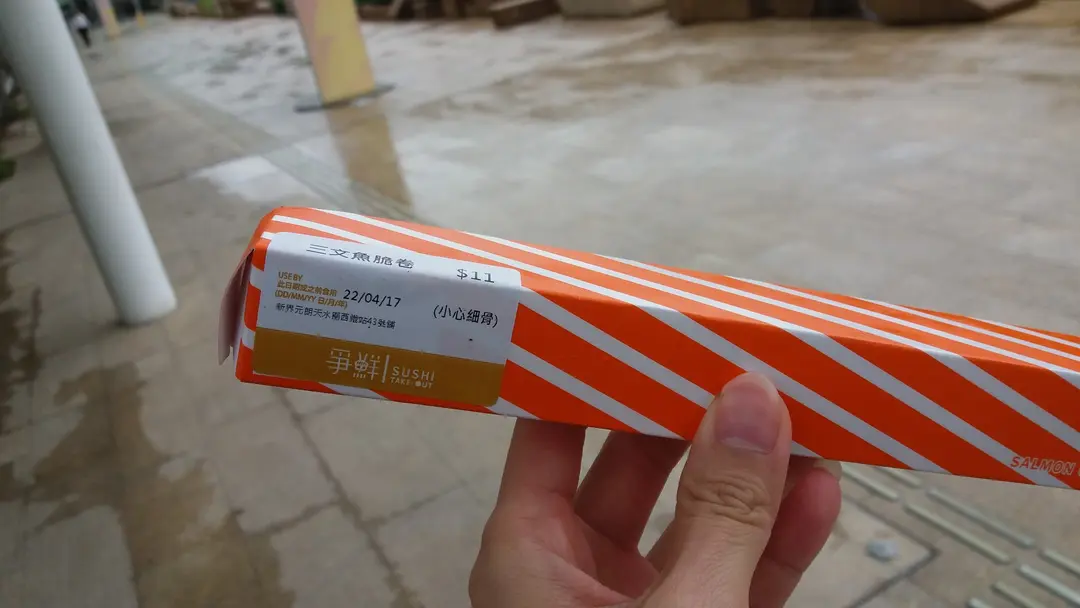 三文魚脆卷 $11
USE BY
此日期或之前食用
(DD/MM/YY 日/月/年) 22/04/17
新界元朗天水圍西鐵站43號舖 (小心細骨)
爭鮮 SUSHI
TAKE OUT
SALMON